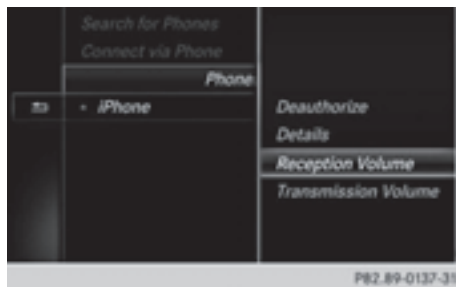 Search for Phones
Connect via Phone
Phone
iPhone
Deauthorize
Details
Reception Volume
Transmission Volume
P82.89-0137-31